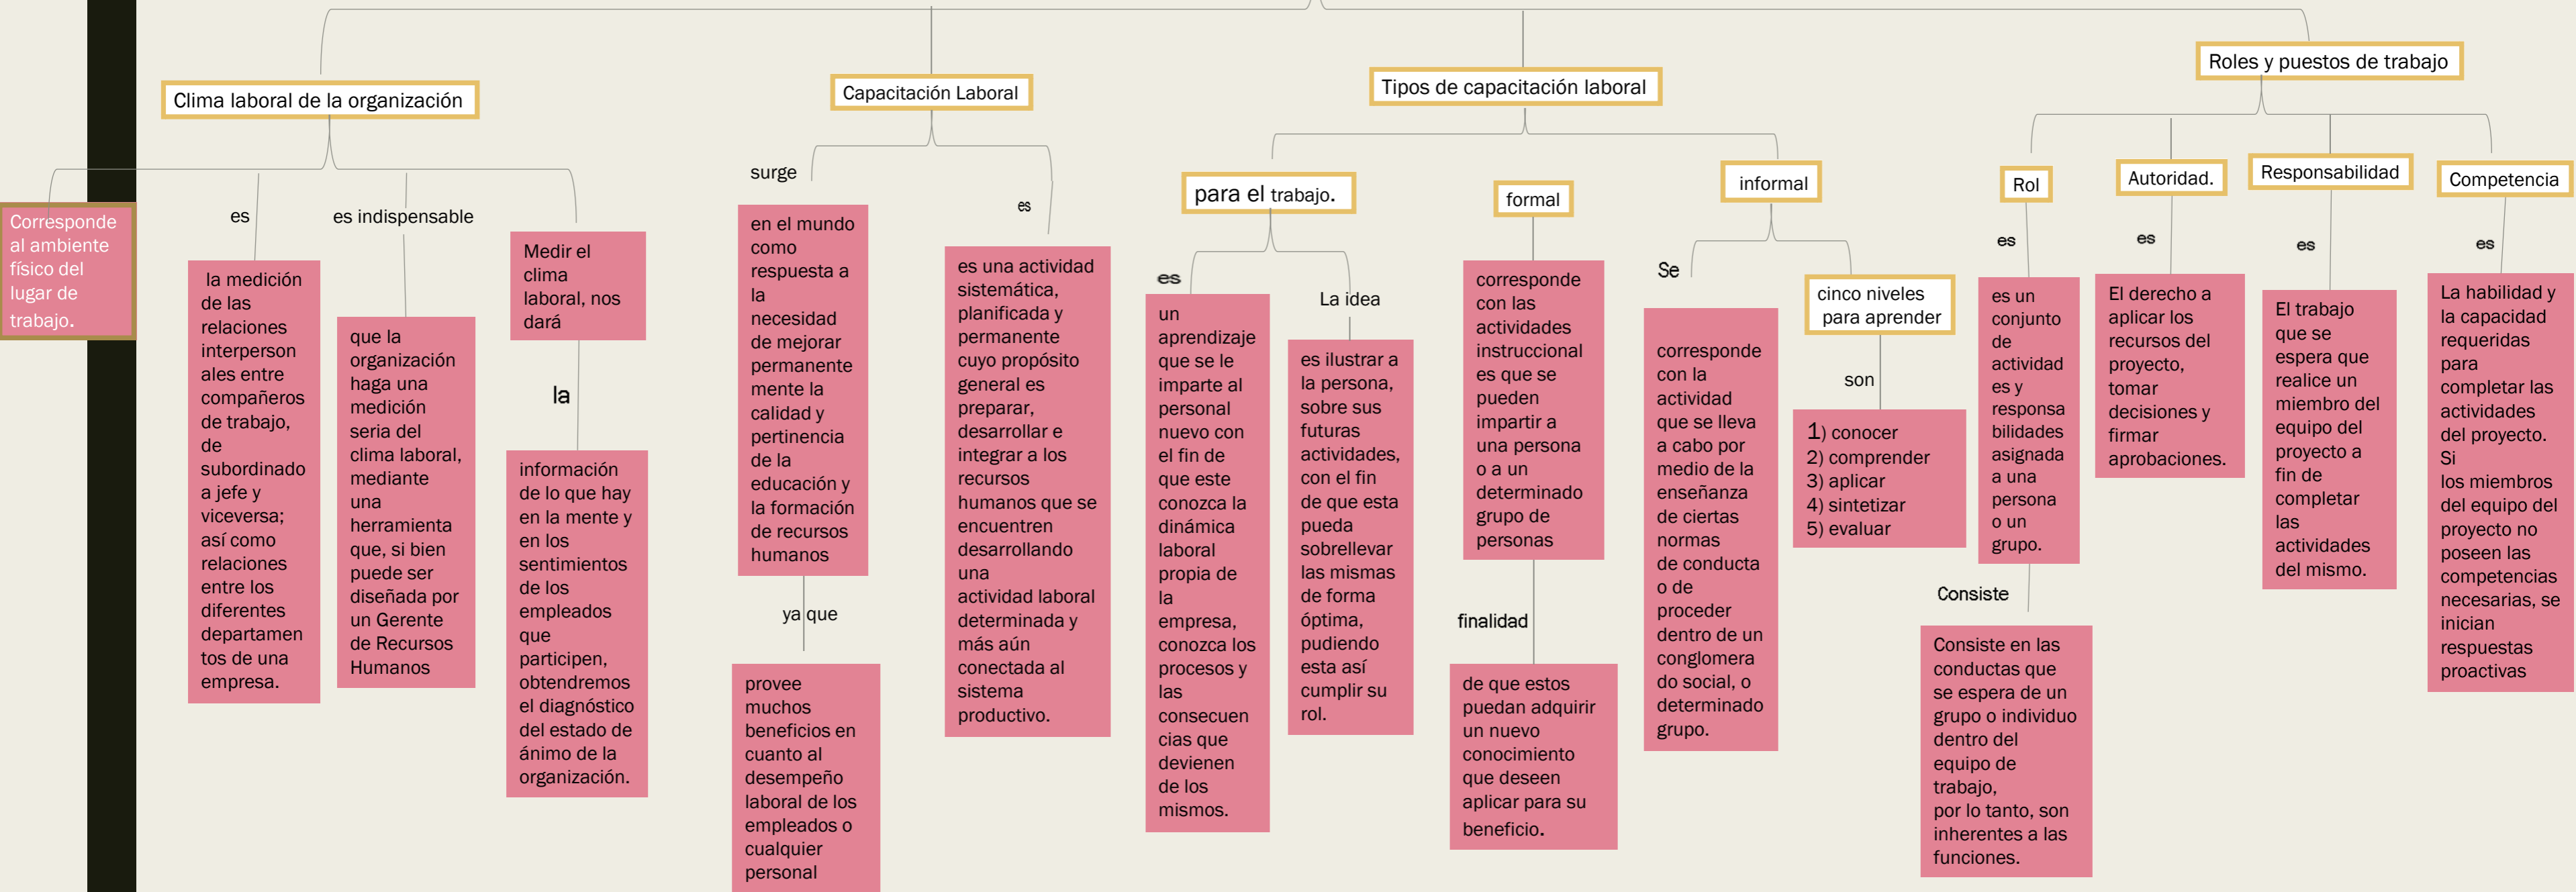 Clima laboral de la organización
Corresponde
al ambiente
físico del
lugar de
trabajo.
es
la medición
de las
relaciones
interperson
ales entre
compañeros
de trabajo,
de
subordinado
a jefe y
viceversa;
así como
relaciones
entre los
diferentes
departamen
tos de una
empresa.
es indispensable
que la
organización
haga una
medición
seria del
clima laboral,
mediante
una
herramienta
que, si bien
puede ser
diseñada por
un Gerente
de Recursos
Humanos
Medir el
clima
laboral, nos
dará
la
información
de lo que hay
en la mente y
en los
sentimientos
de los
empleados
que
participen,
obtendremos
el diagnóstico
del estado de
ánimo de la
organización.
Capacitación Laboral
surge
en el mundo
como
respuesta a
la
necesidad
de mejorar
permanente
mente la
calidad y
pertinencia
de la
educación y
la formación
de recursos
humanos
ya que
provee
muchos
beneficios en
cuanto al
desempeño
laboral de los
empleados o
cualquier
personal
es
es una actividad
sistemática,
planificada y
permanente
cuyo propósito
general es
preparar,
desarrollar e
integrar a los
recursos
humanos que se
encuentren
desarrollando
una
actividad laboral
determinada y
más aún
conectada al
sistema
productivo.
Tipos de capacitación laboral
para el trabajo.
es
un
aprendizaje
que se le
imparte al
personal
nuevo con
el fin de
que este
conozca la
dinámica
laboral
propia de
la
empresa,
conozca los
procesos y
las
consecuen
cias que
devienen
de los
mismos.
La idea
es ilustrar a
la persona,
sobre sus
futuras
actividades,
con el fin
de que esta
pueda
sobrellevar
las mismas
de forma
óptima,
pudiendo
esta así
cumplir su
rol.
formal
corresponde
con las
actividades
instruccional
es que se
pueden
impartir a
una persona
o a un
determinado
grupo de
personas
finalidad
de que estos
puedan adquirir
un nuevo
conocimiento
que deseen
aplicar para su
beneficio.
informal
Se
corresponde
con la
actividad
que se lleva
a cabo por
medio de la
enseñanza
de ciertas
normas
de conducta
o de
proceder
dentro de un
conglomera
do social, o
determinado
grupo.
cinco niveles
para aprender
son
1) conocer
2) comprender
3) aplicar
4) sintetizar
5) evaluar
Roles y puestos de trabajo
Rol
es
es un
conjunto
de
actividad
es y
responsa
bilidades
asignada
a una
persona
o un
grupo.
Consiste
Consiste en las
conductas que
se espera de un
grupo o individuo
dentro del
equipo de
trabajo,
por lo tanto, son
inherentes a las
funciones.
Autoridad.
es
El derecho a
aplicar los
recursos del
proyecto,
tomar
decisiones y
firmar
aprobaciones.
Responsabilidad
es
El trabajo
que se
espera que
realice un
miembro del
equipo del
proyecto a
fin de
completar
las
actividades
del mismo.
Competencia
es
La habilidad y
la capacidad
requeridas
para
completar las
actividades
del proyecto.
Si
los miembros
del equipo del
proyecto no
poseen las
competencias
necesarias, se
inician
respuestas
proactivas